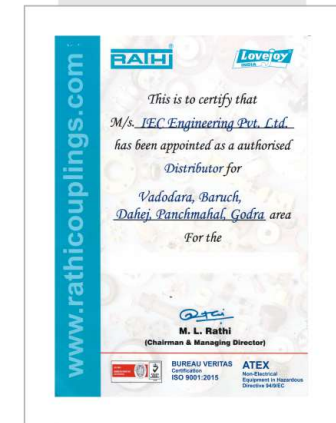 www.rathicouplings.com
RATHI
Lovejoy
This is to certify that
M/s. IEC Engineering Pvt. Ltd.
has been appointed as a authorised
Distributor for
Vadodara, Baruch,
Dahej, Panchmahal, Godra area
For the
M. L. Rathi
(Chairman & Managing Director)
BUREAU VERITAS
Certification
ISO 9001:2015
ATEX
Non-Electrical
Equipment in Hazardous
Directive 94/9/EC